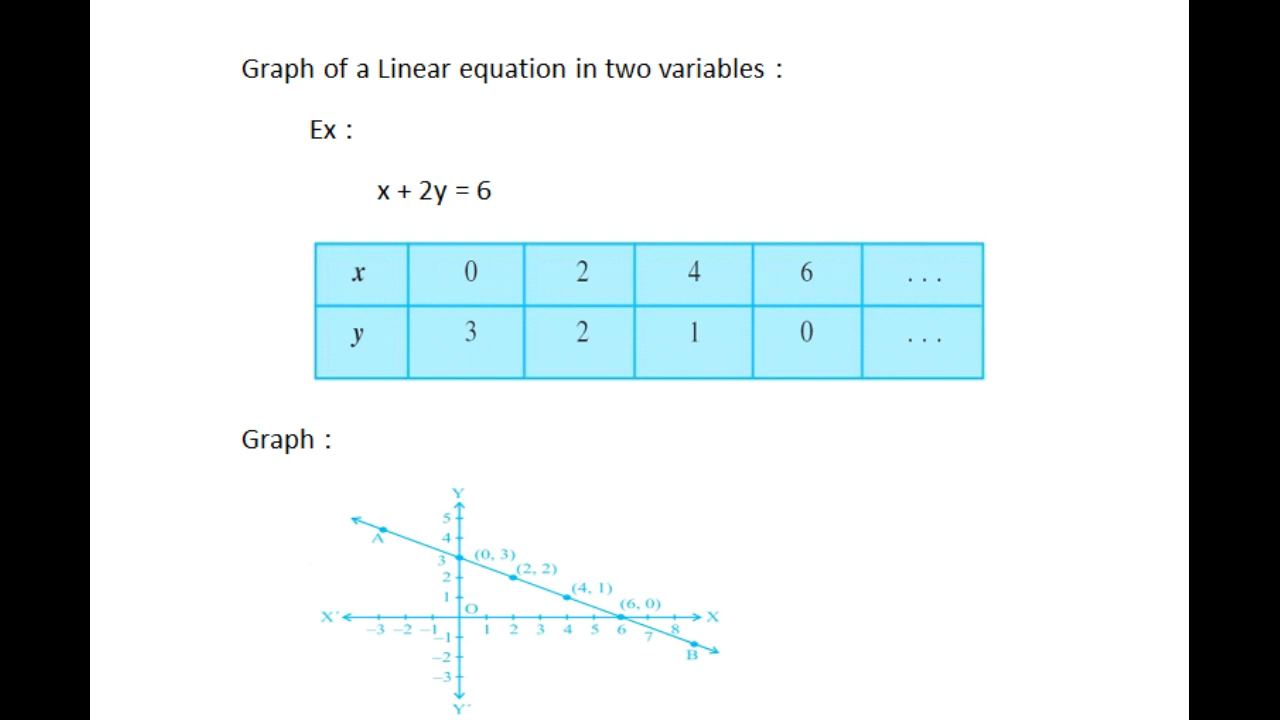 Graph of a Linear equation in two variables :
Ex :
x + 2y = 6
x 0 2 4 6 . . .
y 3 2 1 0 . . .
Graph :
Y
5
A 4
3 (0, 3)
2 (2, 2)
1 (4, 1)
O (6, 0)
X′ X
–3 –2 –1 1 2 3 4 5 6 7 8
–1
–2 B
–3
Y′